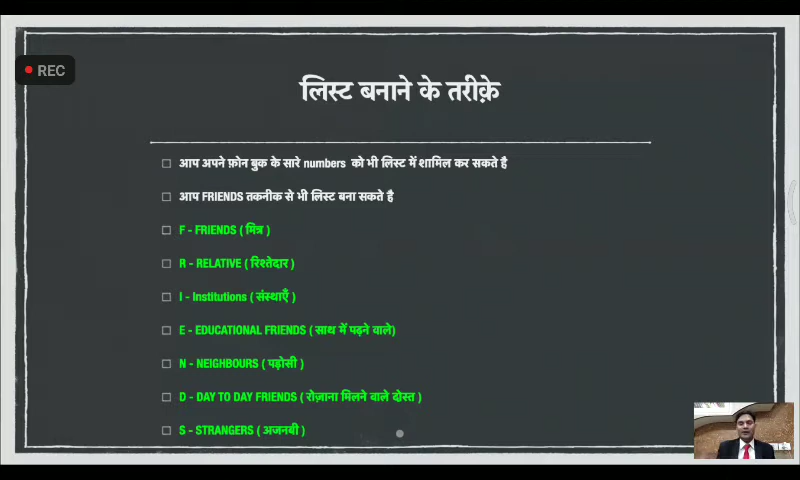 REC
लिस्ट बनाने के तरीक़े
आप अपने फ़ोन बुक के सारे numbers को भी लिस्ट में शामिल कर सकते है
आप FRIENDS तकनीक से भी लिस्ट बना सकते है
F - FRIENDS ( मित्र )
R - RELATIVE ( रिश्तेदार )
I - Institutions ( संस्थाएँ )
E - EDUCATIONAL FRIENDS ( साथ में पढ़ने वाले)
N - NEIGHBOURS ( पड़ोसी )
D - DAY TO DAY FRIENDS ( रोज़ाना मिलने वाले दोस्त )
S - STRANGERS ( अजनबी )